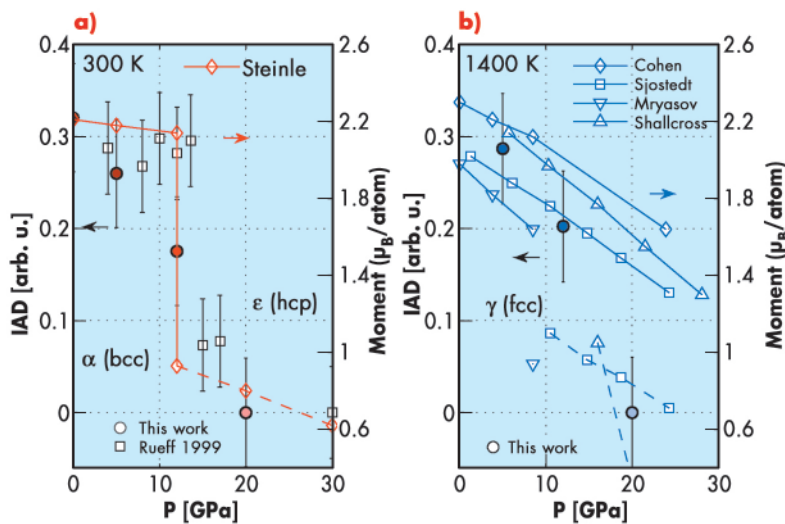 a)
b)
0.4
0.3
0.2
0.1
0
IAD [arb. u.]
300 K
Steinle
α (bcc)
ε (hcp)
This work
Rueff 1999
2.6
2.2
1.8
1.4
1
0.6
Moment (μB/atom)
0
10
20
30
P [GPa]
0.4
0.3
0.2
0.1
0
IAD [arb. u.]
1400 K
Cohen
Sjostedt
Mryasov
Shallcross
γ (fcc)
This work
2.6
2.2
1.8
1.4
1
0.6
Moment (μB/atom)
0
10
20
30
P [GPa]